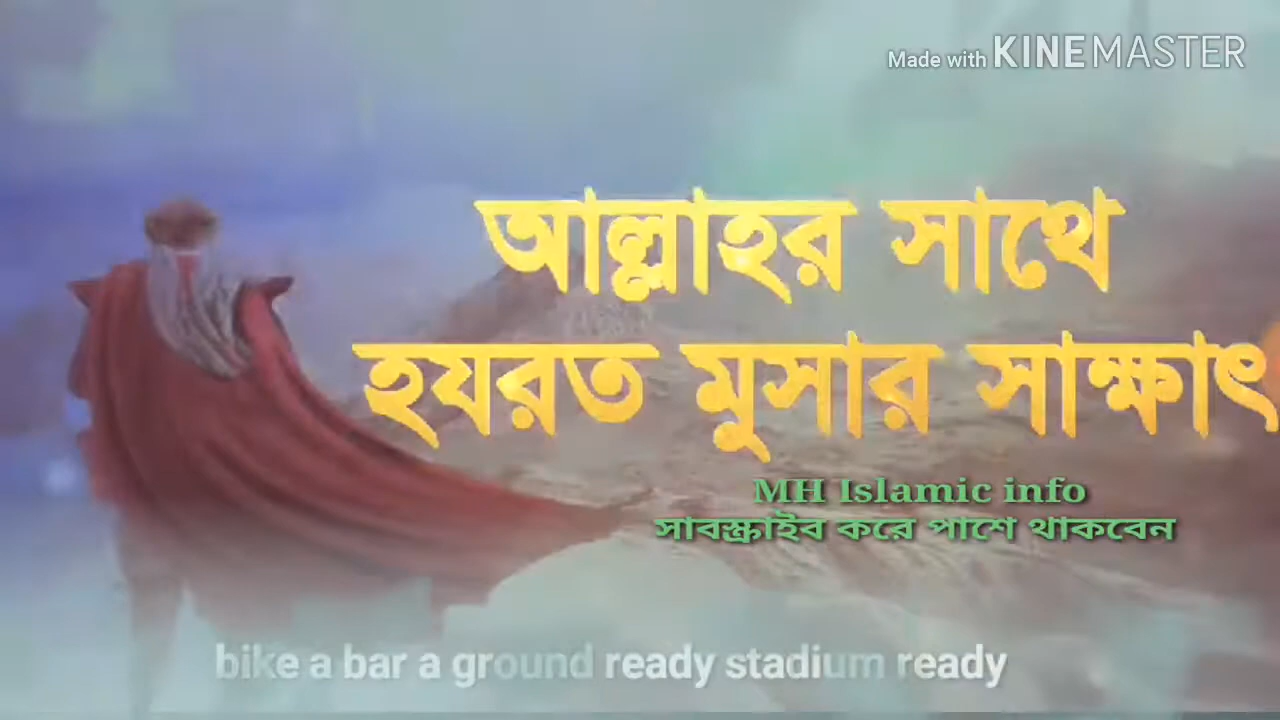 Made with KINEMASTER
আল্লাহর সাথে
হযরত মুসার সাক্ষাৎ
MH Islamic info
সাবস্ক্রাইব করে পাশে থাকবেন
bike a bar a ground ready stadium ready